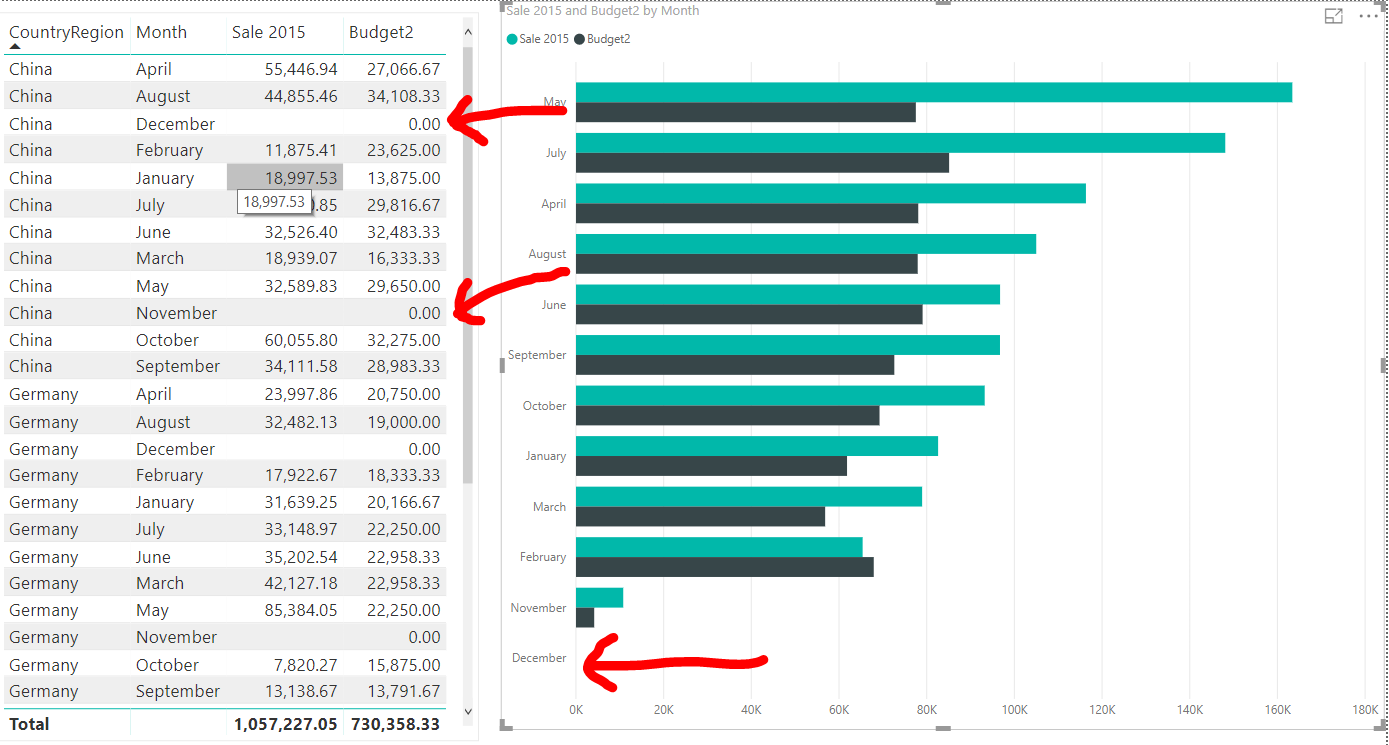 CountryRegion Month Sale 2015 Budget2
China April 55,446.94 27,066.67
China August 44,855.46 34,108.33
China December 0.00
China February 11,875.41 23,625.00
China January 18,997.53 13,875.00
18,997.53
China July .85 29,816.67
China June 32,526.40 32,483.33
China March 18,939.07 16,333.33
China May 32,589.83 29,650.00
China November 0.00
China October 60,055.80 32,275.00
China September 34,111.58 28,983.33
Germany April 23,997.86 20,750.00
Germany August 32,482.13 19,000.00
Germany December 0.00
Germany February 17,922.67 18,333.33
Germany January 31,639.25 20,166.67
Germany July 33,148.97 22,250.00
Germany June 35,202.54 22,958.33
Germany March 42,127.18 22,958.33
Germany May 85,384.05 22,250.00
Germany November 0.00
Germany October 7,820.27 15,875.00
Germany September 13,138.67 13,791.67
Total 1,057,227.05 730,358.33
Sale 2015 and Budget2 by Month
Sale 2015 Budget2
May
July
April
August
June
September
October
January
March
February
November
December
0K 20K 40K 60K 80K 100K 120K 140K 160K 180K